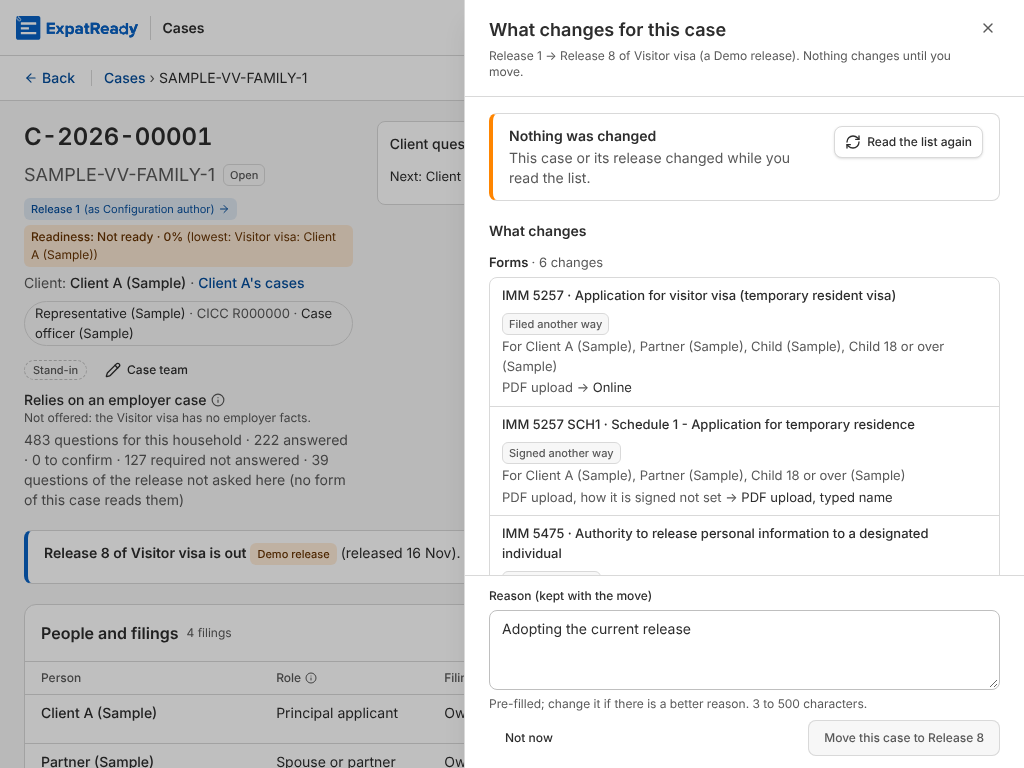 ExpatReady
Cases
Back
Cases › SAMPLE-VV-FAMILY-1
C-2026-00001
SAMPLE-VV-FAMILY-1 Open
Release 1 (as Configuration author) →
Readiness: Not ready · 0% (lowest: Visitor visa: Client
A (Sample))
Client: Client A (Sample) · Client A's cases
Representative (Sample) · CICC R000000 · Case
officer (Sample)
Stand-in
Case team
Relies on an employer case
Not offered: the Visitor visa has no employer facts.
483 questions for this household · 222 answered
· 0 to confirm · 127 required not answered · 39
questions of the release not asked here (no form
of this case reads them)
Client ques
Next: Client
Release 8 of Visitor visa is out Demo release (released 16 Nov).
People and filings 4 filings
Person Role Filin
Client A (Sample) Principal applicant Ow
Partner (Sample) Spouse or partner Ow
What changes for this case
Release 1 → Release 8 of Visitor visa (a Demo release). Nothing changes until you
move.
Nothing was changed
This case or its release changed while you
read the list.
Read the list again
What changes
Forms · 6 changes
IMM 5257 · Application for visitor visa (temporary resident visa)
Filed another way
For Client A (Sample), Partner (Sample), Child (Sample), Child 18 or over
(Sample)
PDF upload → Online
IMM 5257 SCH1 · Schedule 1 - Application for temporary residence
Signed another way
For Client A (Sample), Partner (Sample), Child 18 or over (Sample)
PDF upload, how it is signed not set → PDF upload, typed name
IMM 5475 · Authority to release personal information to a designated
individual
Reason (kept with the move)
Adopting the current release
Pre-filled; change it if there is a better reason. 3 to 500 characters.
Not now
Move this case to Release 8